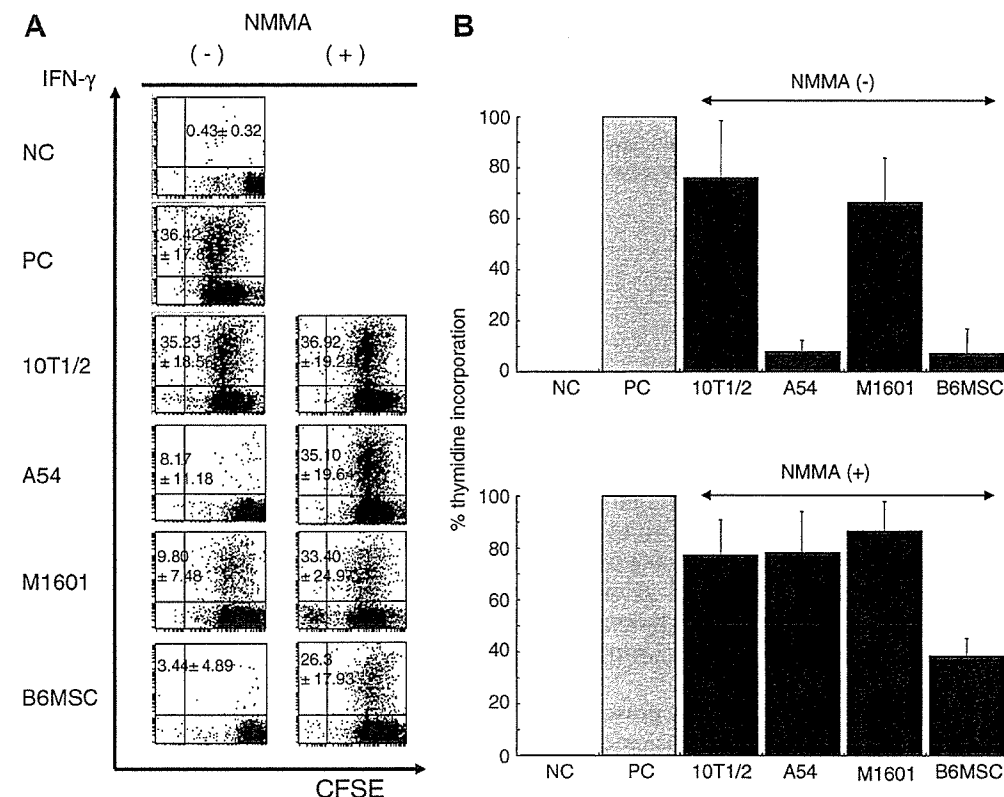 A
NMMA
(-) (+)
IFN-γ
NC
0.43± 0.32
PC
36.42
± 17.8
10T1/2
35.23
± 18.5
36.92
± 19.2
A54
8.17
± 11.18
35.10
± 19.64
M1601
9.80
± 7.48
33.40
± 24.97
B6MSC
3.44± 4.89
26.3
± 17.93
CFSE
B
% thymidine incorporation
NMMA (-)
100
80
60
40
20
0
NC PC 10T1/2 A54 M1601 B6MSC
NMMA (+)
100
80
60
40
20
0
NC PC 10T1/2 A54 M1601 B6MSC